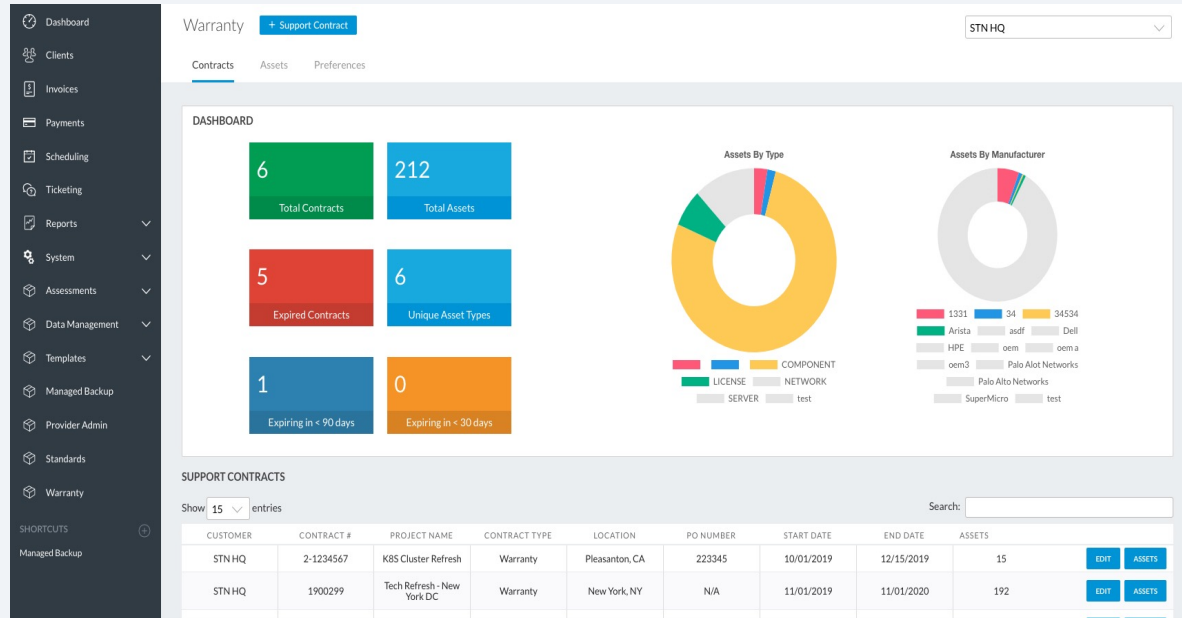 Dashboard
Clients
Invoices
Payments
Scheduling
Ticketing
Reports
System
Assessments
Data Management
Templates
Managed Backup
Provider Admin
Standards
Warranty
SHORTCUTS
Managed Backup
Warranty + Support Contract
STN HQ
Contracts Assets Preferences
DASHBOARD
6
Total Contracts
212
Total Assets
5
Expired Contracts
6
Unique Asset Types
1
Expiring in < 90 days
0
Expiring in < 30 days
Assets By Type
COMPONENT
LICENSE NETWORK
SERVER test
Assets By Manufacturer
1331 34 34534
Arista asdf Dell
HPE oem oem a
oem3 Palo Alot Networks
Palo Alto Networks
SuperMicro test
SUPPORT CONTRACTS
Show 15 entries
Search:
CUSTOMER CONTRACT # PROJECT NAME CONTRACT TYPE LOCATION PO NUMBER START DATE END DATE ASSETS
STN HQ 2-1234567 K8S Cluster Refresh Warranty Pleasanton, CA 223345 10/01/2019 12/15/2019 15 EDIT ASSETS
STN HQ 1900299 Tech Refresh - New York DC Warranty New York, NY N/A 11/01/2019 11/01/2020 192 EDIT ASSETS